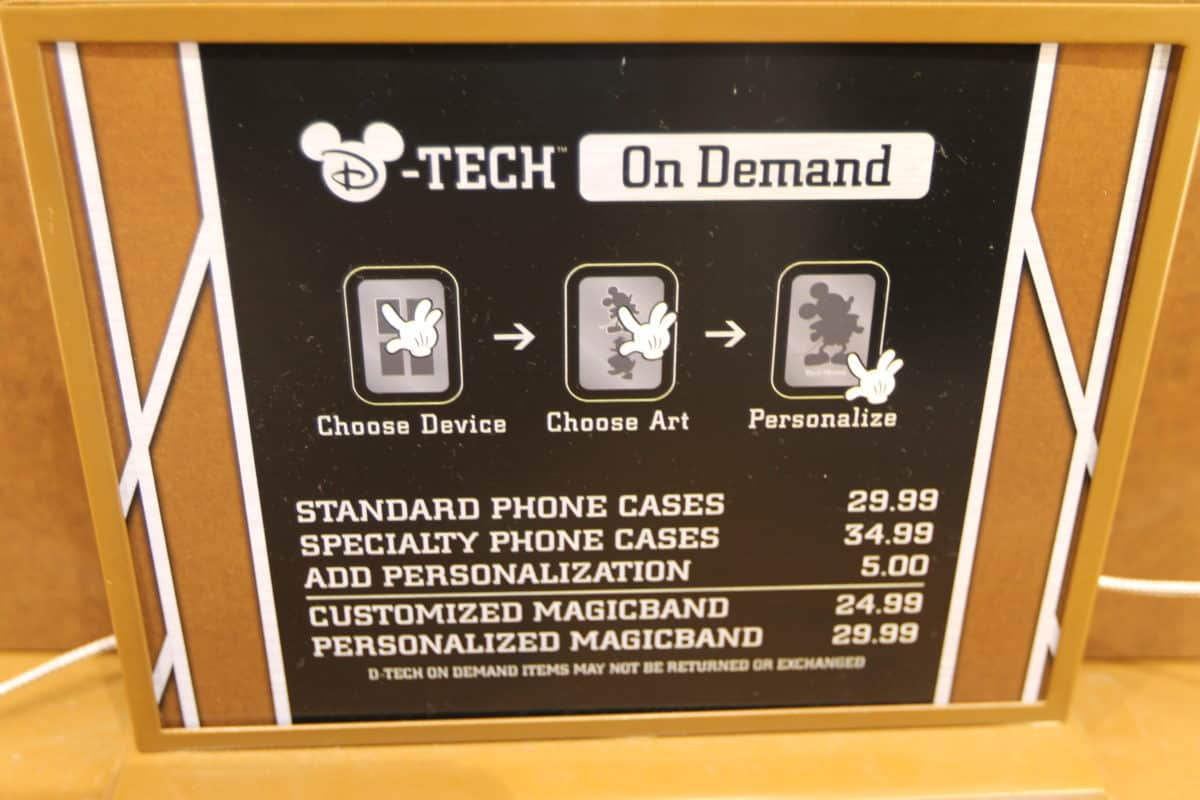 D-TECH™ On Demand
Choose Device Choose Art Personalize
STANDARD PHONE CASES 29.99
SPECIALTY PHONE CASES 34.99
ADD PERSONALIZATION 5.00
CUSTOMIZED MAGICBAND 24.99
PERSONALIZED MAGICBAND 29.99
D-TECH ON DEMAND ITEMS MAY NOT BE RETURNED OR EXCHANGED